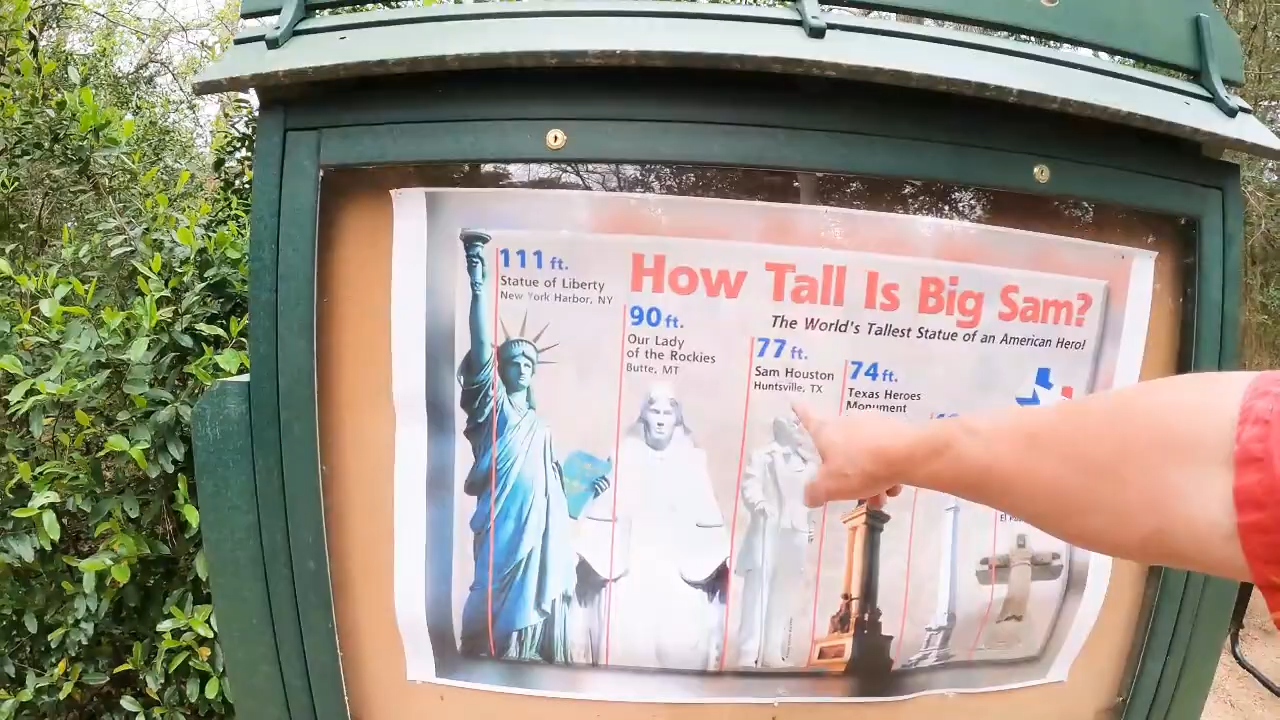 How Tall Is Big Sam?
The World's Tallest Statue of an American Hero!
111 ft.
Statue of Liberty
New York Harbor, NY
90 ft.
Our Lady
of the Rockies
Butte, MT
77 ft.
Sam Houston
Huntsville, TX
74 ft.
Texas Heroes
Monument